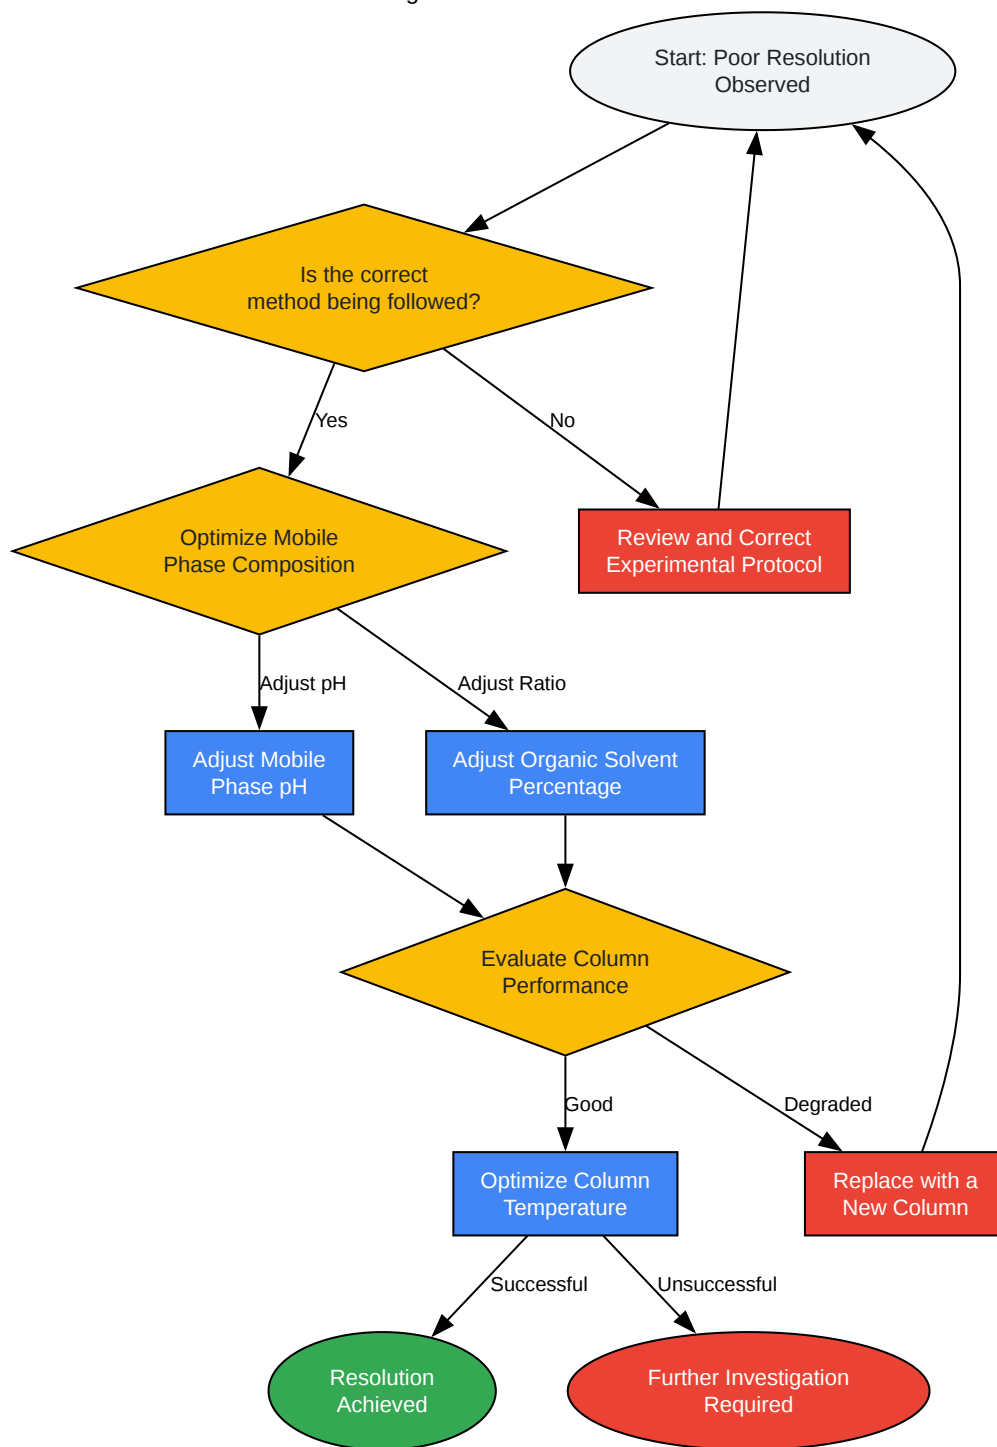 Start: Poor Resolution
Observed
Is the correct
method being followed?
Yes
No
Optimize Mobile
Phase Composition
Review and Correct
Experimental Protocol
Adjust pH
Adjust Ratio
Adjust Mobile
Phase pH
Adjust Organic Solvent
Percentage
Evaluate Column
Performance
Good
Degraded
Optimize Column
Temperature
Replace with a
New Column
Successful
Unsuccessful
Resolution
Achieved
Further Investigation
Required